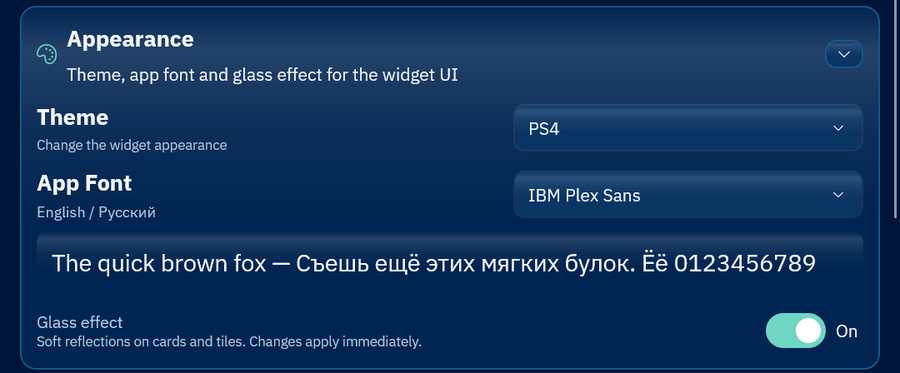 Appearance
Theme, app font and glass effect for the widget UI
Theme
Change the widget appearance
PS4
App Font
English / Русский
IBM Plex Sans
The quick brown fox — Съешь ещё этих мягких булок. Ёё 0123456789
Glass effect
Soft reflections on cards and tiles. Changes apply immediately.
On